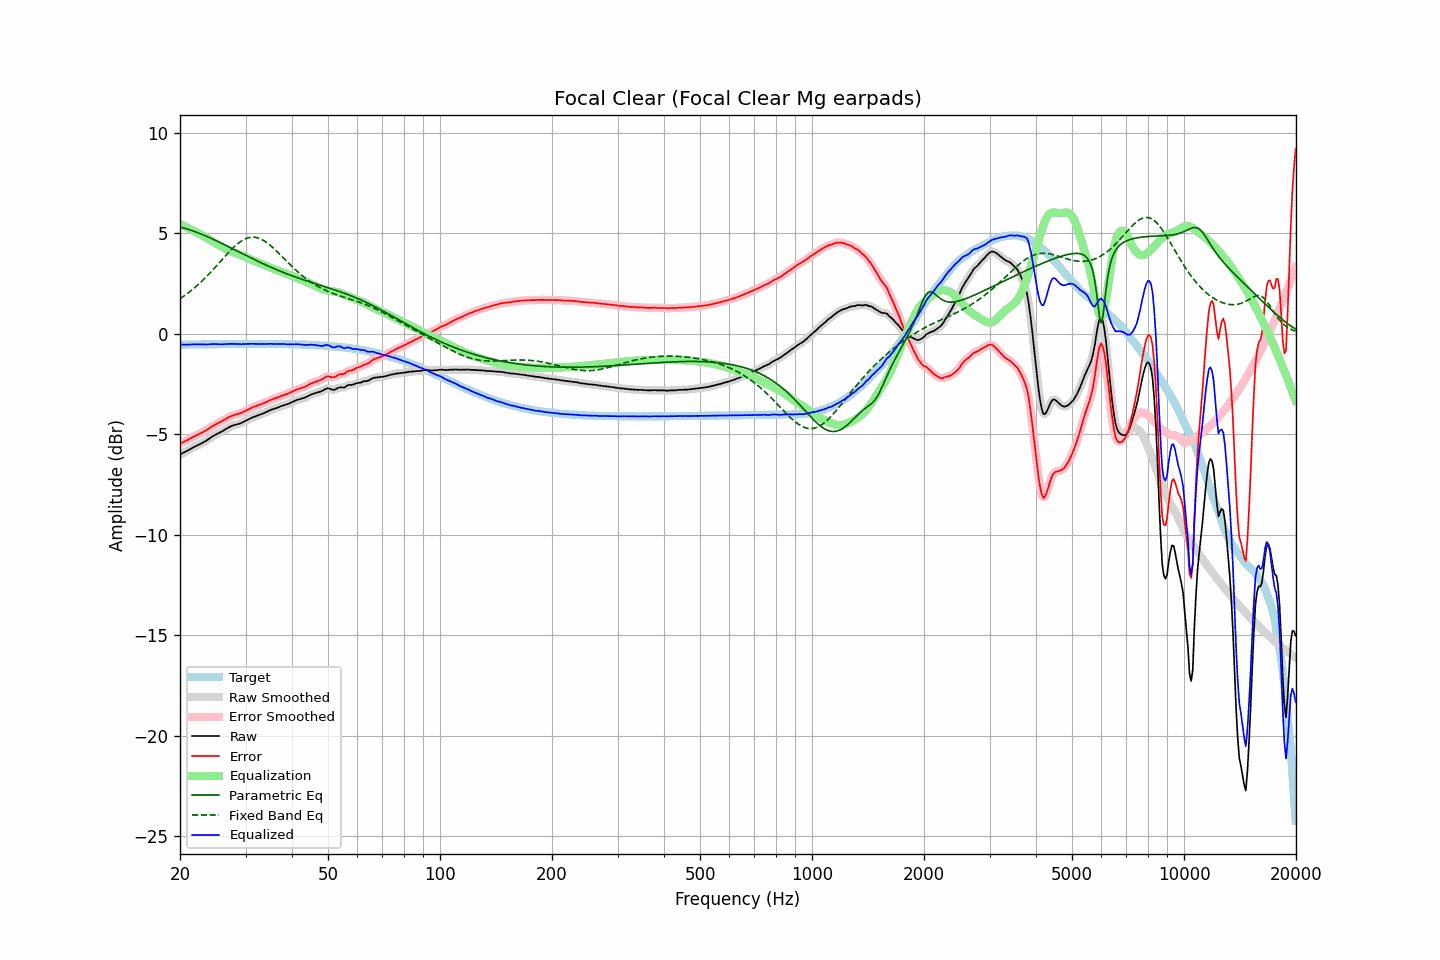 Focal Clear (Focal Clear Mg earpads)
10
5
0
−5
−10
−15
−20
−25
Amplitude (dBr)
Target
Raw Smoothed
Error Smoothed
Raw
Error
Equalization
Parametric Eq
Fixed Band Eq
Equalized
20
50
100
200
500
1000
2000
5000
10000
20000
Frequency (Hz)